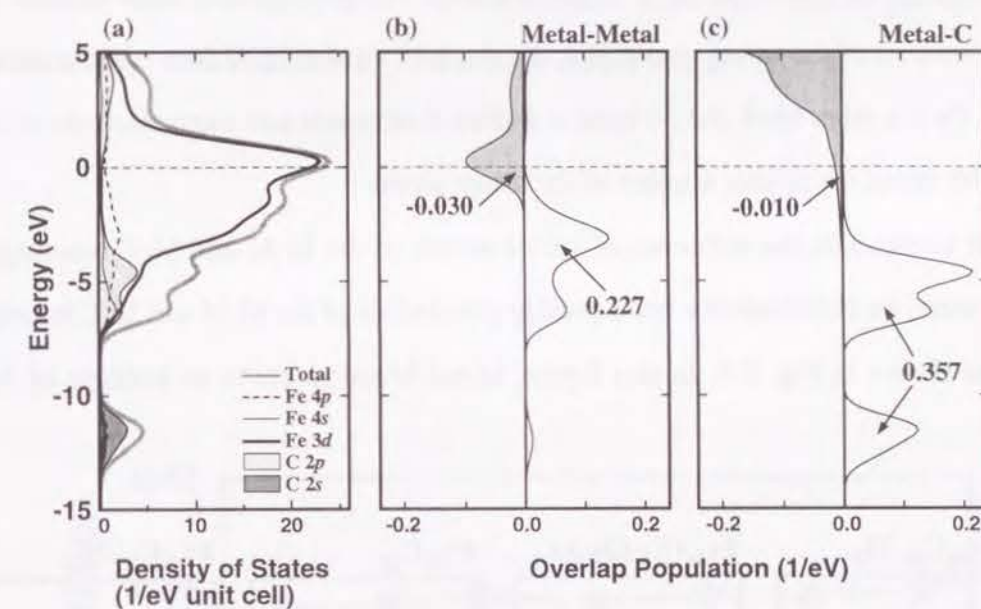 (a)
(b)
(c)
Metal-Metal
Metal-C
Energy (eV)
5
0
-5
-10
-15
Total
Fe 4p
Fe 4s
Fe 3d
C 2p
C 2s
-0.030
0.227
-0.010
0.357
0
10
20
-0.2
0.0
0.2
-0.2
0.0
0.2
Density of States
(1/eV unit cell)
Overlap Population (1/eV)